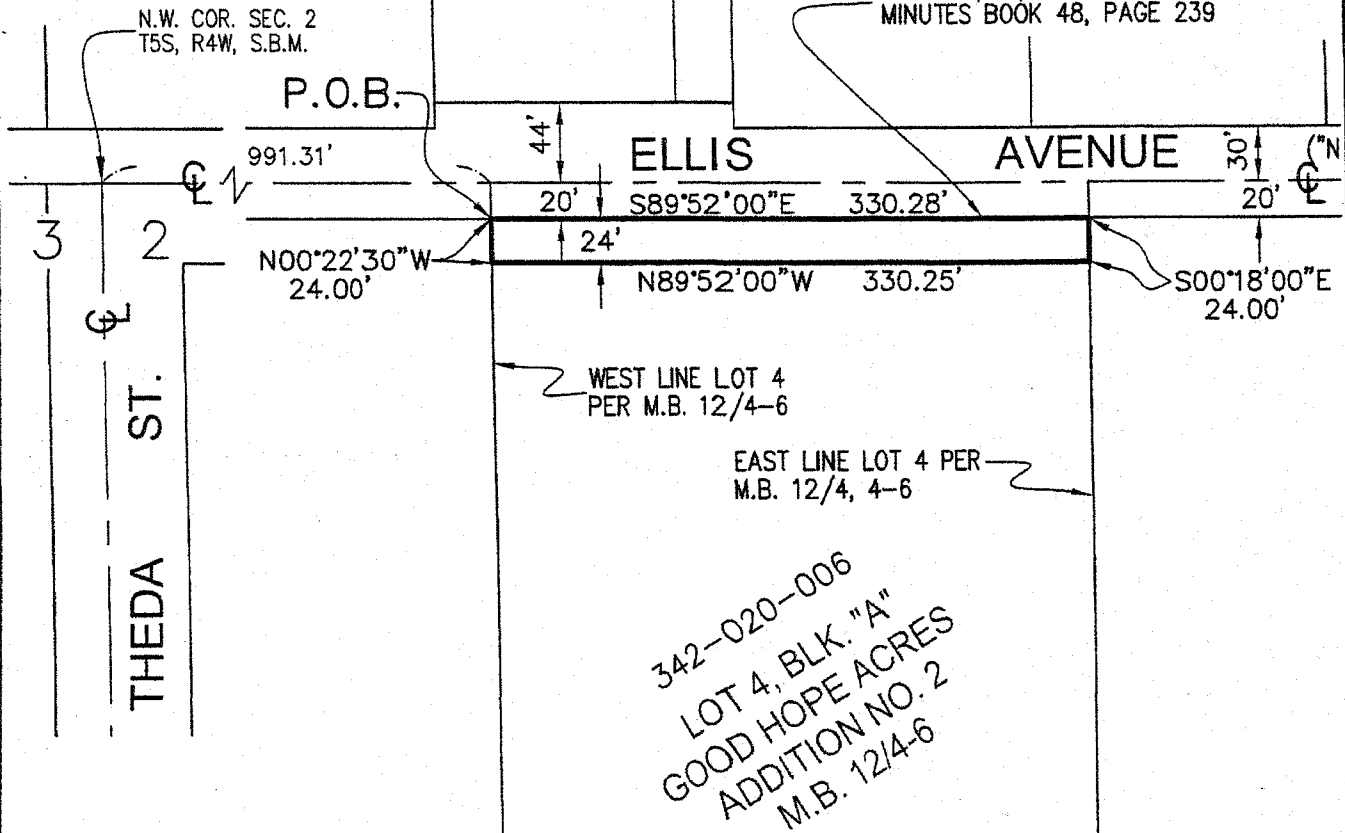 N.W. COR. SEC. 2
T5S, R4W, S.B.M.
MINUTES BOOK 48, PAGE 239
P.O.B.
991.31'
44'
ELLIS AVENUE
30'
("N
℄
20'
S89°52'00"E 330.28'
20'
℄
3
2
24'
N00°22'30"W
24.00'
N89°52'00"W 330.25'
S00°18'00"E
24.00'
℄
WEST LINE LOT 4
PER M.B. 12/4-6
EAST LINE LOT 4 PER
M.B. 12/4, 4-6
THEDA ST.
342-020-006
LOT 4, BLK. "A"
GOOD HOPE ACRES
ADDITION NO. 2
M.B. 12/4-6